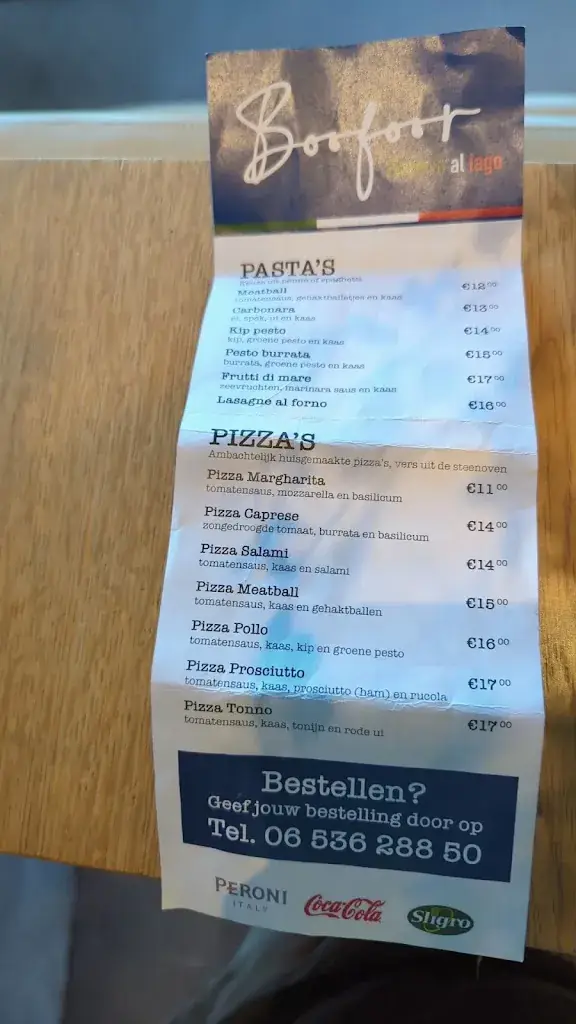 Boofoor
al lago
PASTA'S
Keuze uit penne of spaghetti
Meatball €12⁰⁰
tomatensaus, gehaktballetjes en kaas
Carbonara €13⁰⁰
ei, spek, ui en kaas
Kip pesto €14⁰⁰
kip, groene pesto en kaas
Pesto burrata €15⁰⁰
burrata, groene pesto en kaas
Frutti di mare €17⁰⁰
zeevruchten, marinara saus en kaas
Lasagne al forno €16⁰⁰
PIZZA'S
Ambachtelijk huisgemaakte pizza's, vers uit de steenoven
Pizza Margharita €11⁰⁰
tomatensaus, mozzarella en basilicum
Pizza Caprese €14⁰⁰
zongedroogde tomaat, burrata en basilicum
Pizza Salami €14⁰⁰
tomatensaus, kaas en salami
Pizza Meatball €15⁰⁰
tomatensaus, kaas en gehaktballen
Pizza Pollo €16⁰⁰
tomatensaus, kaas, kip en groene pesto
Pizza Prosciutto €17⁰⁰
tomatensaus, kaas, prosciutto (ham) en rucola
Pizza Tonno €17⁰⁰
tomatensaus, kaas, tonijn en rode ui
Bestellen?
Geef jouw bestelling door op
Tel. 06 536 288 50
PERONI
ITALY
Coca-Cola
Sligro